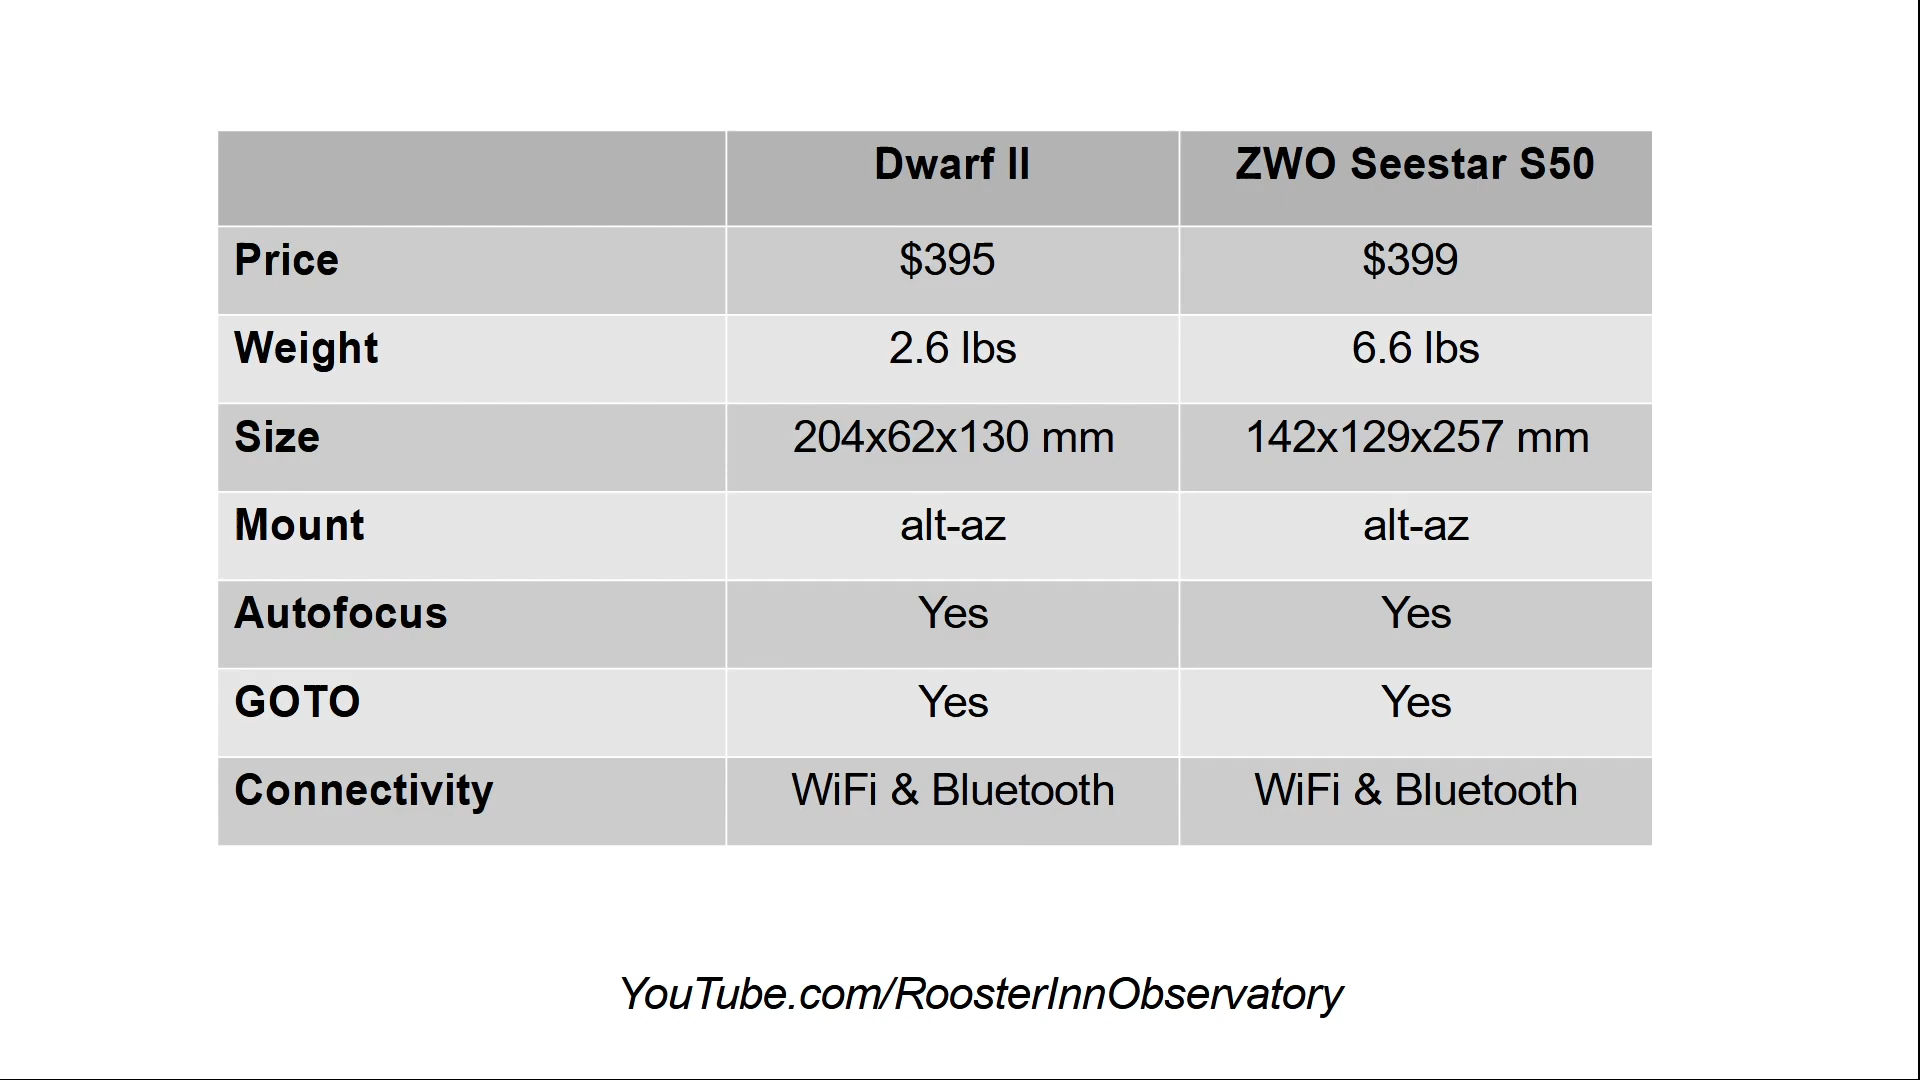 Dwarf II ZWO Seestar S50
Price $395 $399
Weight 2.6 lbs 6.6 lbs
Size 204x62x130 mm 142x129x257 mm
Mount alt-az alt-az
Autofocus Yes Yes
GOTO Yes Yes
Connectivity WiFi & Bluetooth WiFi & Bluetooth
YouTube.com/RoosterInnObservatory